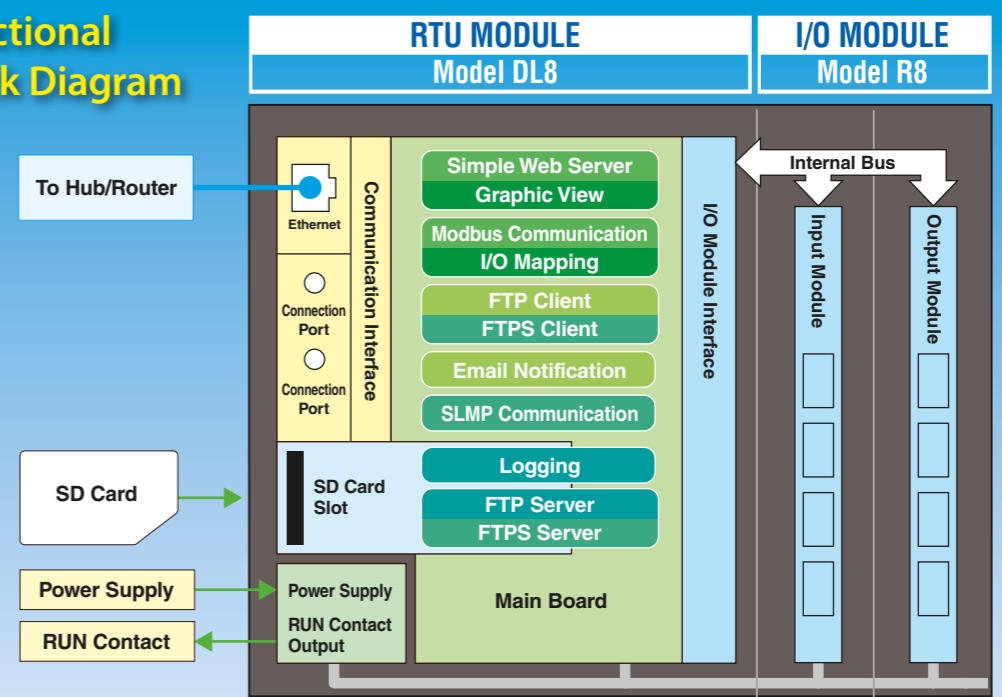 ctional
k Diagram
RTU MODULE
Model DL8
I/O MODULE
Model R8
To Hub/Router
Ethernet
Connection
Port
Connection
Port
Communication Interface
Simple Web Server
Graphic View
Modbus Communication
I/O Mapping
FTP Client
FTPS Client
Email Notification
SLMP Communication
Logging
FTP Server
FTPS Server
Main Board
I/O Module Interface
Internal Bus
Input Module
Output Module
SD Card
SD Card
Slot
Power Supply
RUN Contact
Power Supply
RUN Contact
Output